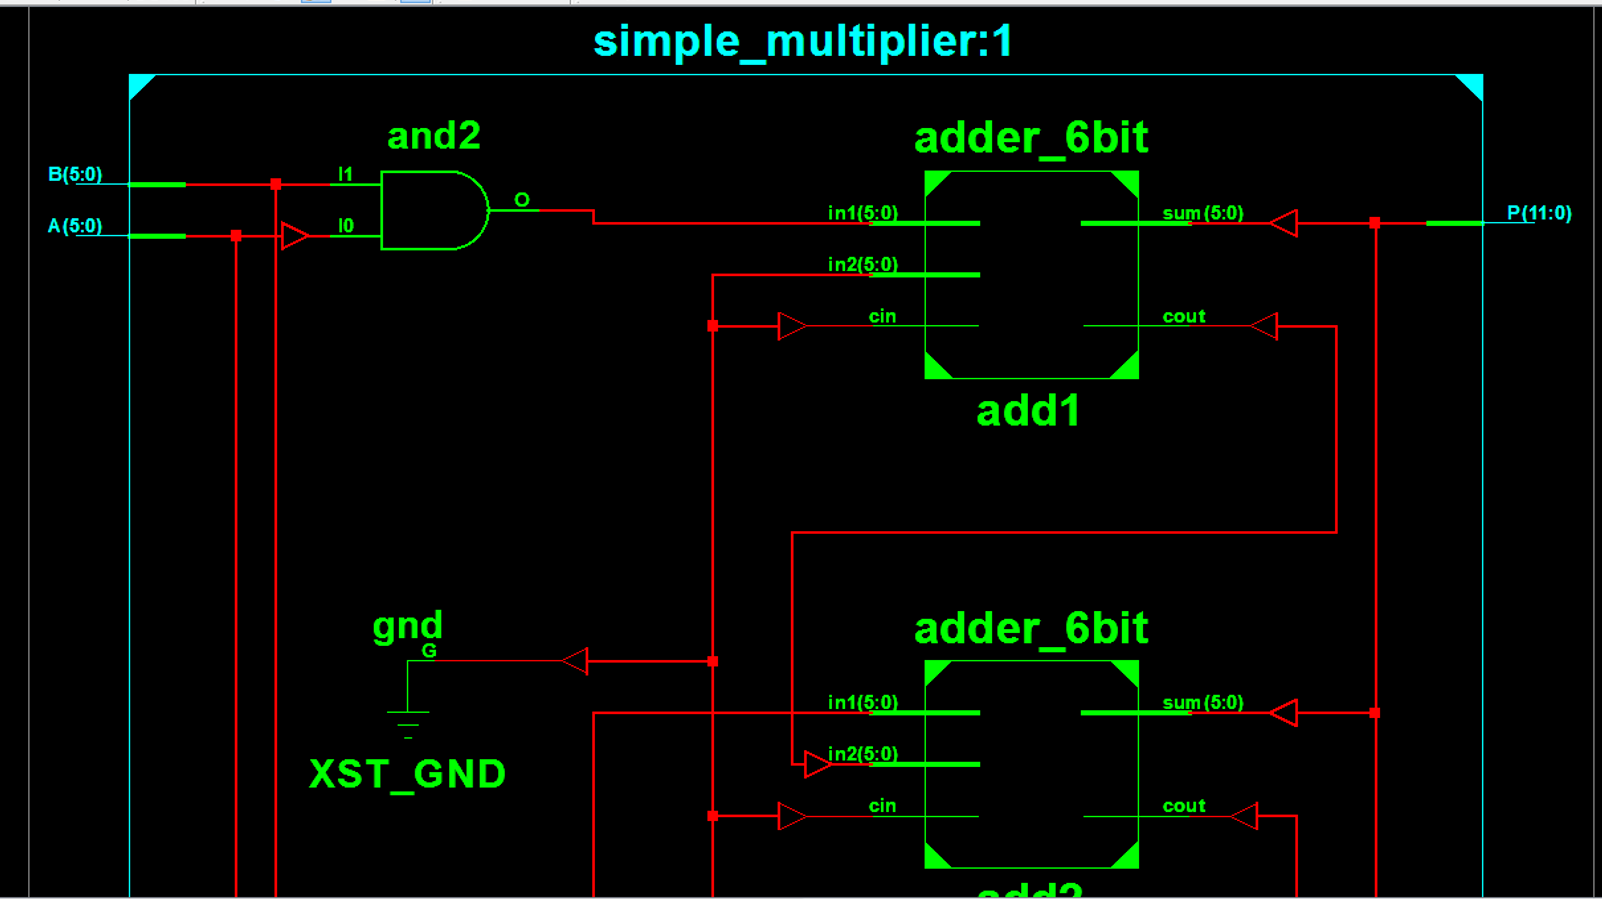 simple_multiplier:1
and2
adder_6bit
B(5:0)
I1
A(5:0)
I0
O
in1(5:0)
sum(5:0)
P(11:0)
in2(5:0)
cin
cout
add1
gnd
G
XST_GND
adder_6bit
in1(5:0)
sum(5:0)
in2(5:0)
cin
cout